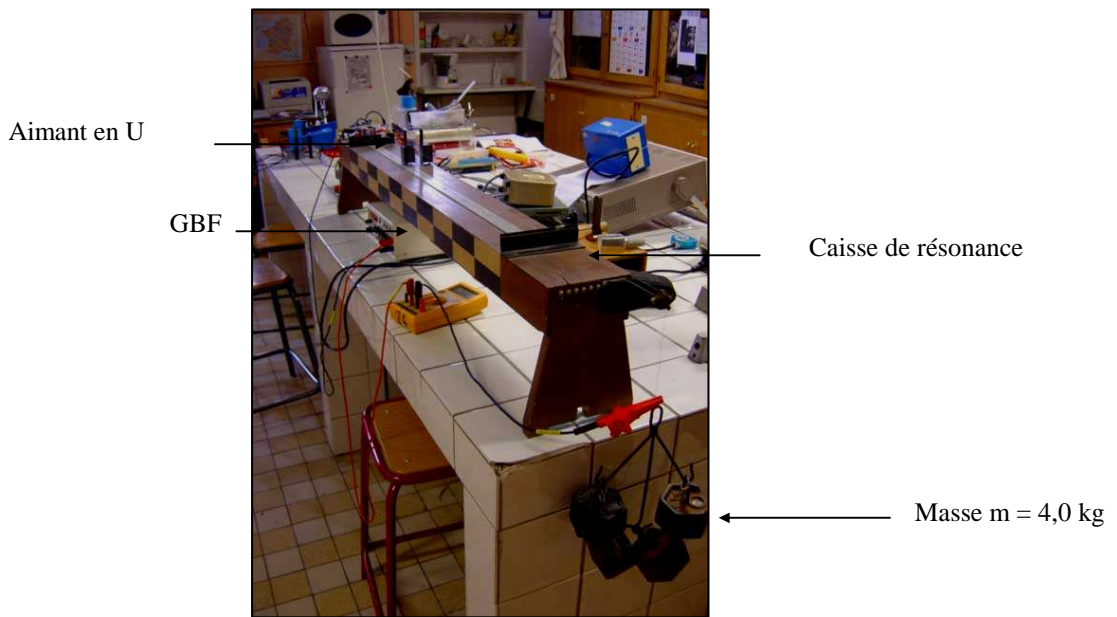 Aimant en U
GBF
Caisse de résonance
Masse m = 4,0 kg